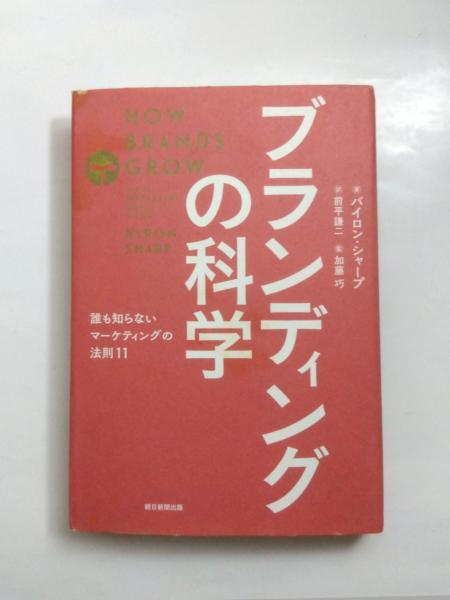 ブランディング
の科学
著 バイロン・シャープ
訳 前平謙二
監 加藤 巧
HOW
BRANDS
GROW
BYRON
SHARP
誰も知らない
マーケティングの
法則11
朝日新聞出版